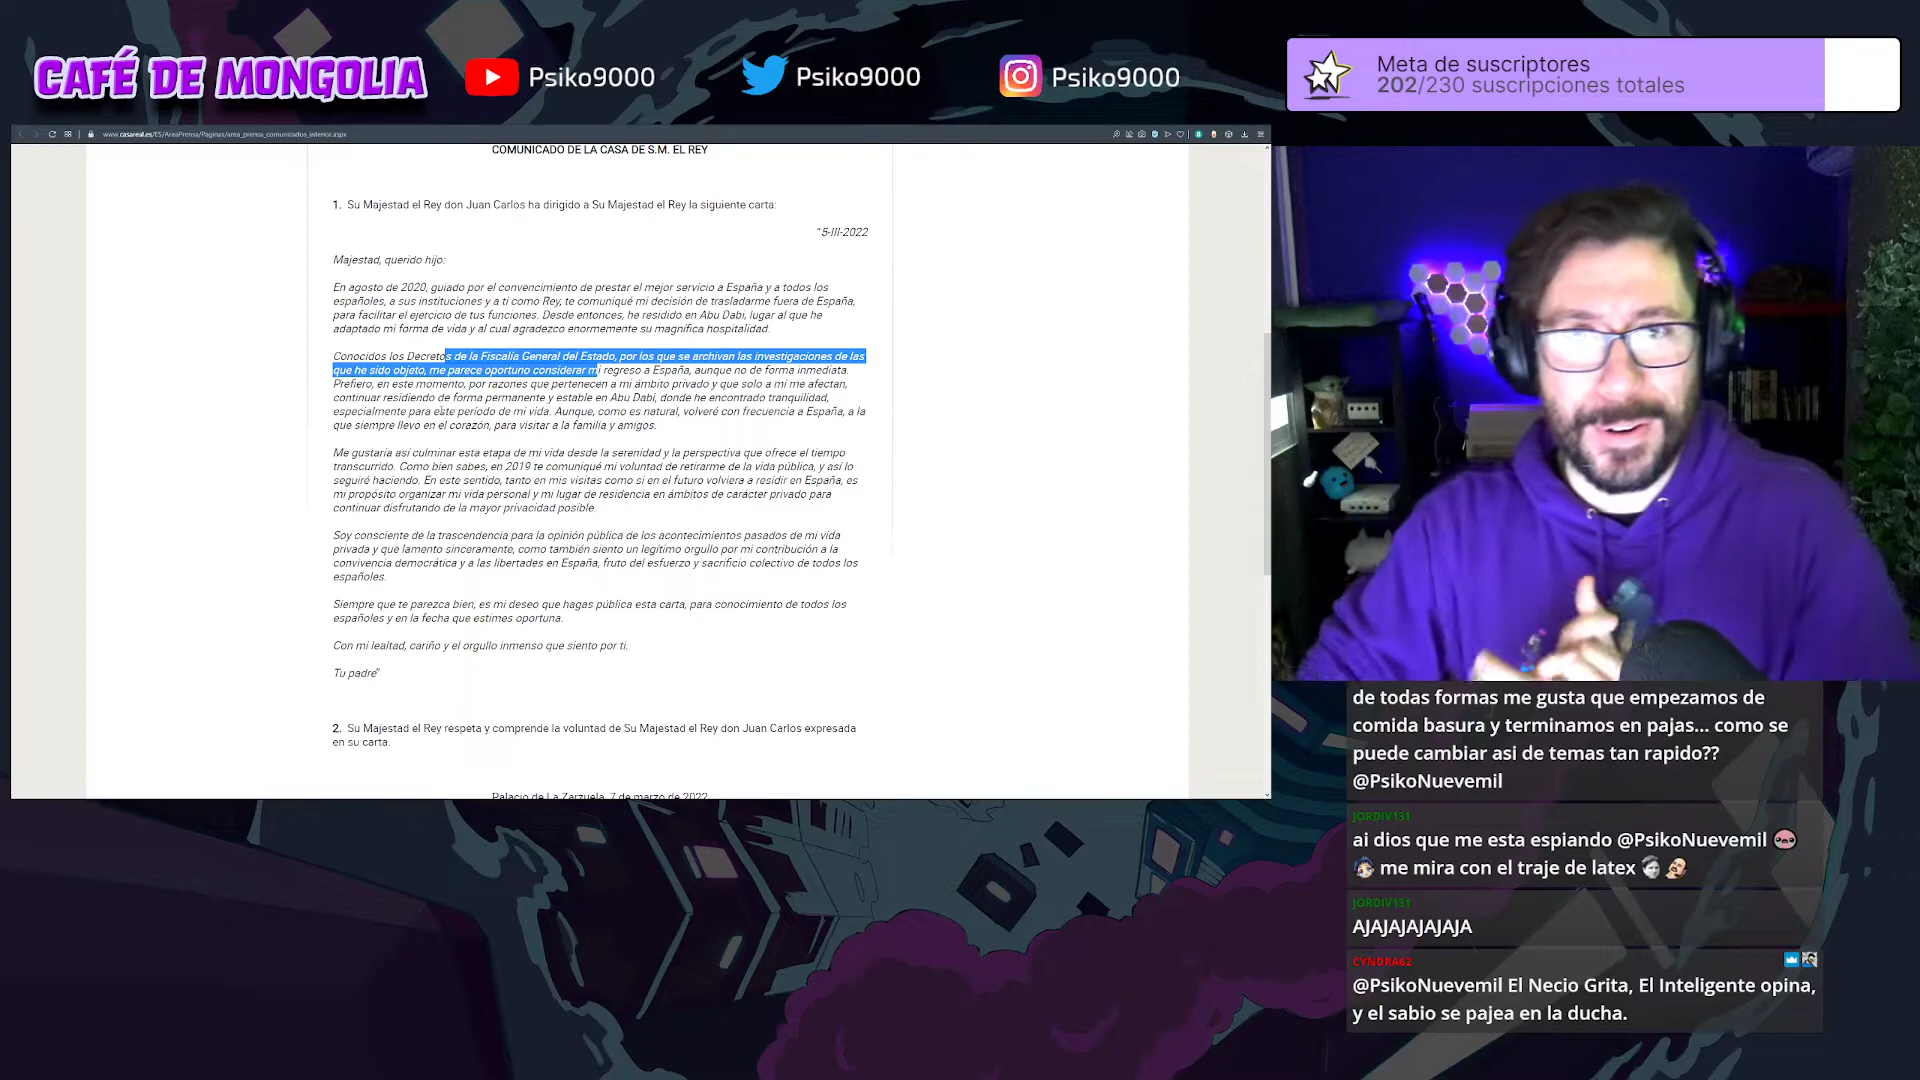 CAFÉ DE MONGOLIA
Psiko9000
Psiko9000
Psiko9000
Meta de suscriptores
202/230 suscripciones totales
www.casareal.es/ES/AreaPrensa/Paginas/area_prensa_comunicados_interior.aspx
COMUNICADO DE LA CASA DE S.M. EL REY
1. Su Majestad el Rey don Juan Carlos ha dirigido a Su Majestad el Rey la siguiente carta:
“5-III-2022
Majestad, querido hijo:
En agosto de 2020, guiado por el convencimiento de prestar el mejor servicio a España y a todos los
españoles, a sus instituciones y a ti como Rey, te comuniqué mi decisión de trasladarme fuera de España,
para facilitar el ejercicio de tus funciones. Desde entonces, he residido en Abu Dabi, lugar al que he
adaptado mi forma de vida y al cual agradezco enormemente su magnífica hospitalidad.
Conocidos los Decretos de la Fiscalía General del Estado, por los que se archivan las investigaciones de las
que he sido objeto, me parece oportuno considerar mi regreso a España, aunque no de forma inmediata.
Prefiero, en este momento, por razones que pertenecen a mi ámbito privado y que solo a mí me afectan,
continuar residiendo de forma permanente y estable en Abu Dabi, donde he encontrado tranquilidad,
especialmente para este período de mi vida. Aunque, como es natural, volveré con frecuencia a España, a la
que siempre llevo en el corazón, para visitar a la familia y amigos.
Me gustaría así culminar esta etapa de mi vida desde la serenidad y la perspectiva que ofrece el tiempo
transcurrido. Como bien sabes, en 2019 te comuniqué mi voluntad de retirarme de la vida pública, y así lo
seguiré haciendo. En este sentido, tanto en mis visitas como si en el futuro volviera a residir en España, es
mi propósito organizar mi vida personal y mi lugar de residencia en ámbitos de carácter privado para
continuar disfrutando de la mayor privacidad posible.
Soy consciente de la trascendencia para la opinión pública de los acontecimientos pasados de mi vida
privada y que lamento sinceramente, como también siento un legítimo orgullo por mi contribución a la
convivencia democrática y a las libertades en España, fruto del esfuerzo y sacrificio colectivo de todos los
españoles.
Siempre que te parezca bien, es mi deseo que hagas pública esta carta, para conocimiento de todos los
españoles y en la fecha que estimes oportuna.
Con mi lealtad, cariño y el orgullo inmenso que siento por ti.
Tu padre”
2. Su Majestad el Rey respeta y comprende la voluntad de Su Majestad el Rey don Juan Carlos expresada
en su carta.
Palacio de La Zarzuela, 7 de marzo de 2022
de todas formas me gusta que empezamos de
comida basura y terminamos en pajas... como se
puede cambiar asi de temas tan rapido??
@PsikoNuevemil
JORDIV131
ai dios que me esta espiando @PsikoNuevemil
me mira con el traje de latex
JORDIV131
AJAJAJAJAJAJA
CYNDRA62
@PsikoNuevemil El Necio Grita, El Inteligente opina,
y el sabio se pajea en la ducha.